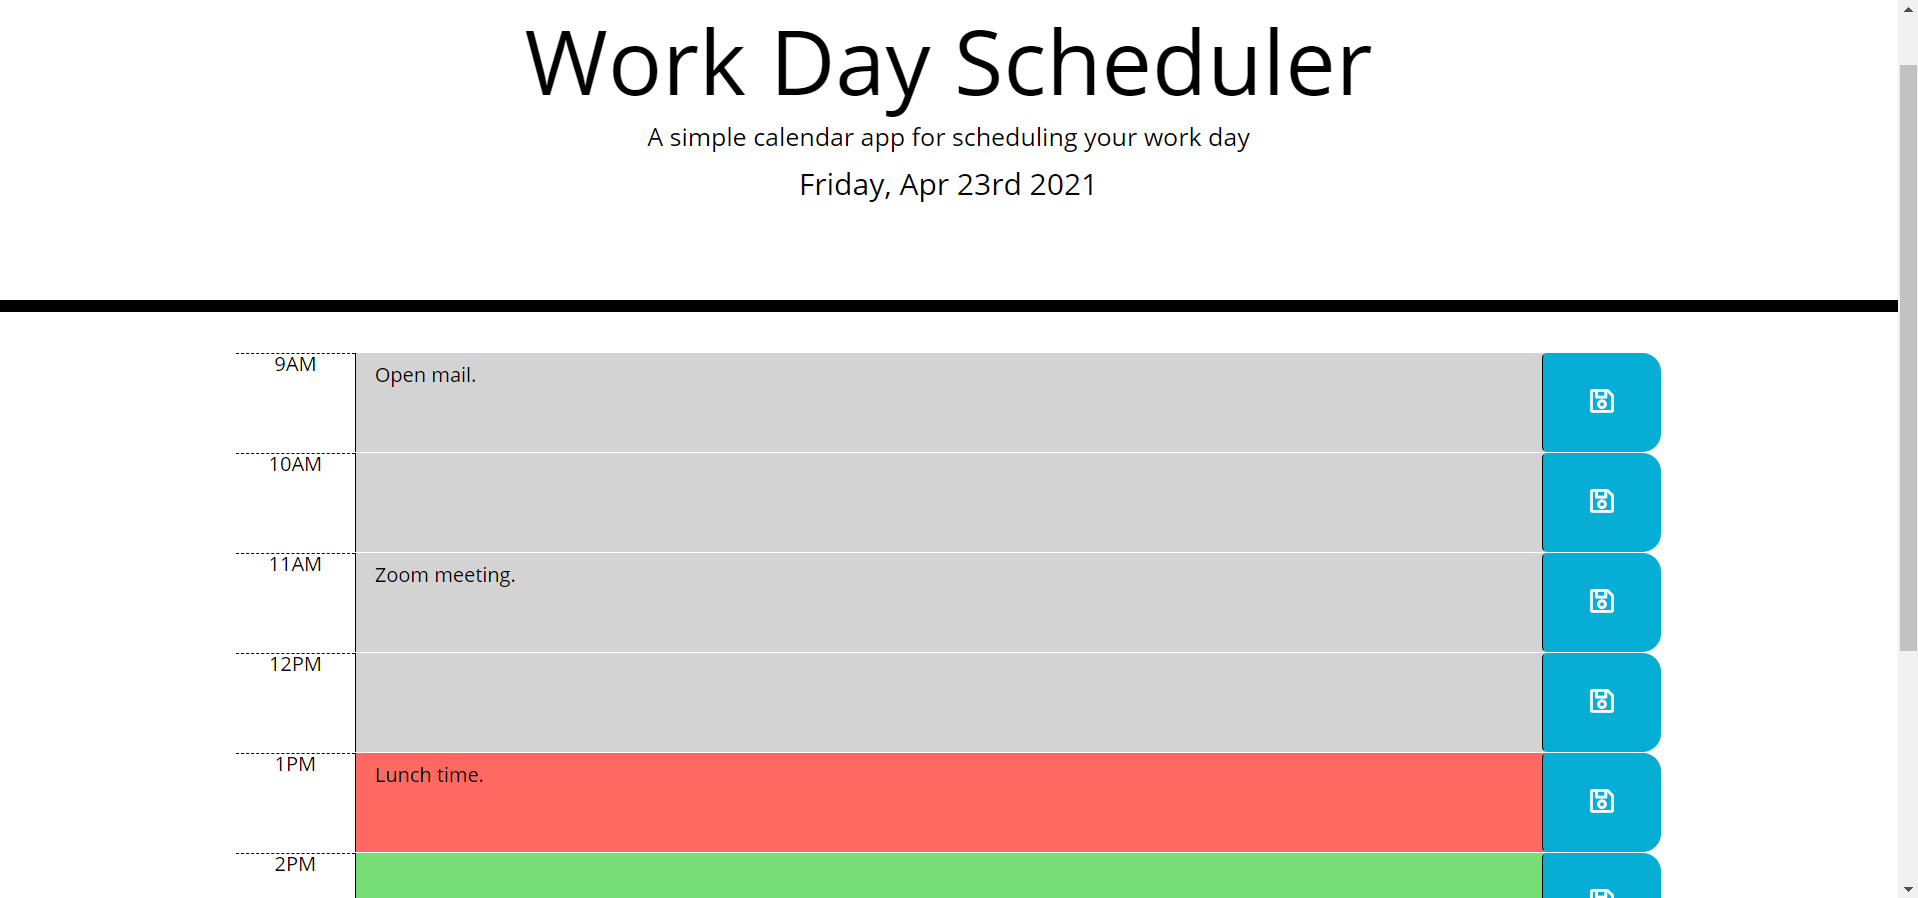 Work Day Scheduler
A simple calendar app for scheduling your work day
Friday, Apr 23rd 2021
9AM
Open mail.
10AM
11AM
Zoom meeting.
12PM
1PM
Lunch time.
2PM